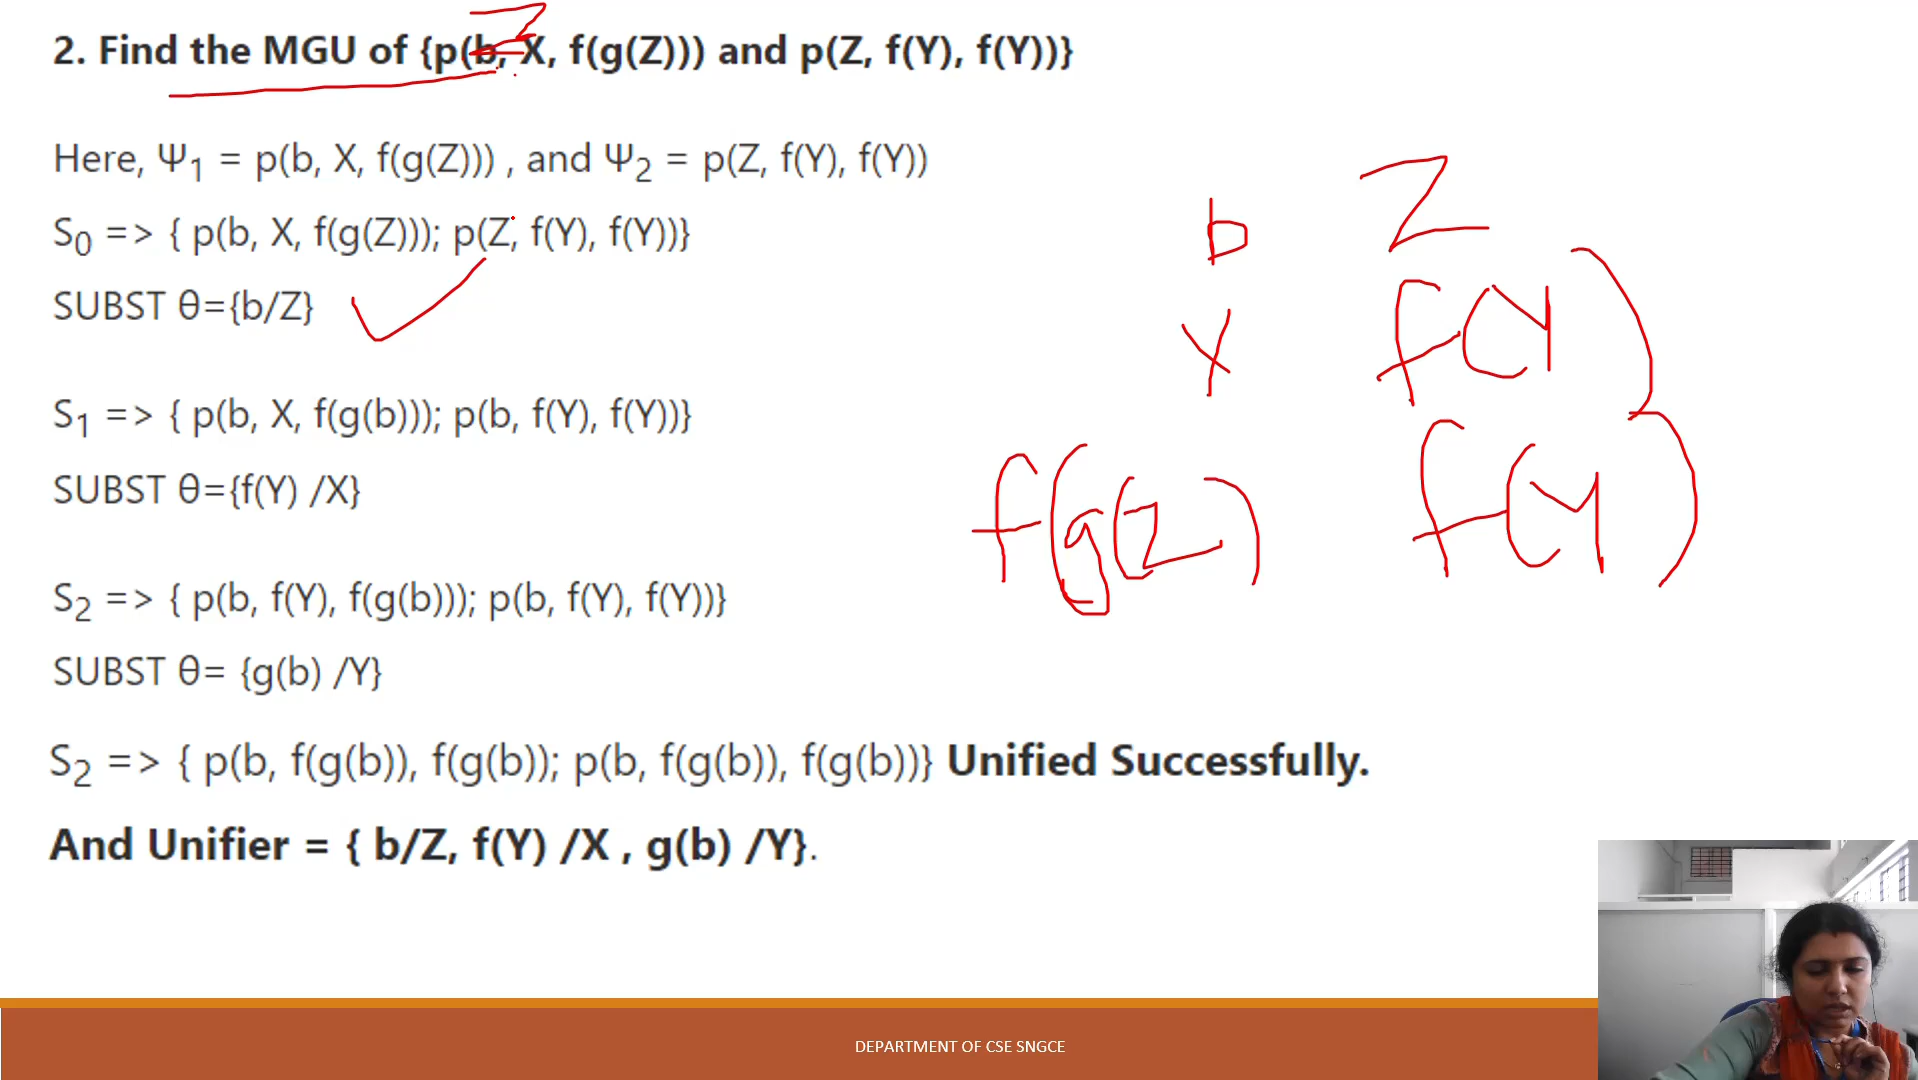 Z
2. Find the MGU of {p(b, X, f(g(Z))) and p(Z, f(Y), f(Y))}
Here, Ψ1 = p(b, X, f(g(Z))) , and Ψ2 = p(Z, f(Y), f(Y))
S0 => { p(b, X, f(g(Z))); p(Z, f(Y), f(Y))}
SUBST θ={b/Z}
S1 => { p(b, X, f(g(b))); p(b, f(Y), f(Y))}
SUBST θ={f(Y) /X}
S2 => { p(b, f(Y), f(g(b))); p(b, f(Y), f(Y))}
SUBST θ= {g(b) /Y}
S2 => { p(b, f(g(b)), f(g(b)); p(b, f(g(b)), f(g(b))} Unified Successfully.
And Unifier = { b/Z, f(Y) /X , g(b) /Y}.
b Z
X f(Y)
f(g(Z) f(Y)
DEPARTMENT OF CSE SNGCE